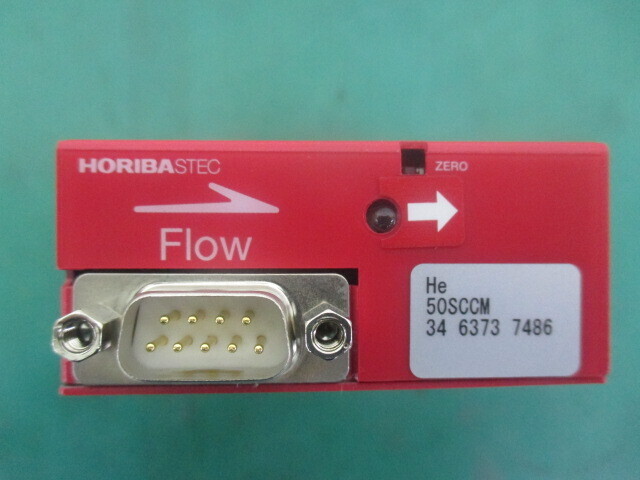 HORIBASTEC
ZERO
Flow
He
50SCCM
34 6373 7486